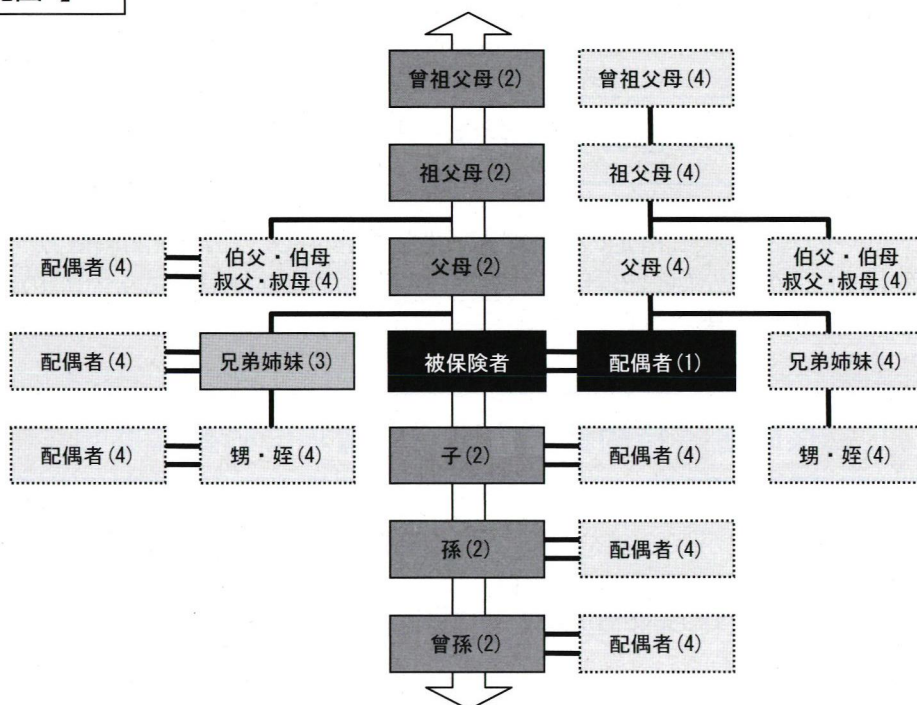 曾祖父母(2)
曾祖父母(4)
祖父母(2)
祖父母(4)
配偶者(4)
伯父・伯母
叔父・叔母(4)
父母(2)
父母(4)
伯父・伯母
叔父・叔母(4)
配偶者(4)
兄弟姉妹(3)
被保険者
配偶者(1)
兄弟姉妹(4)
配偶者(4)
甥・姪(4)
子(2)
配偶者(4)
甥・姪(4)
孫(2)
配偶者(4)
曾孫(2)
配偶者(4)